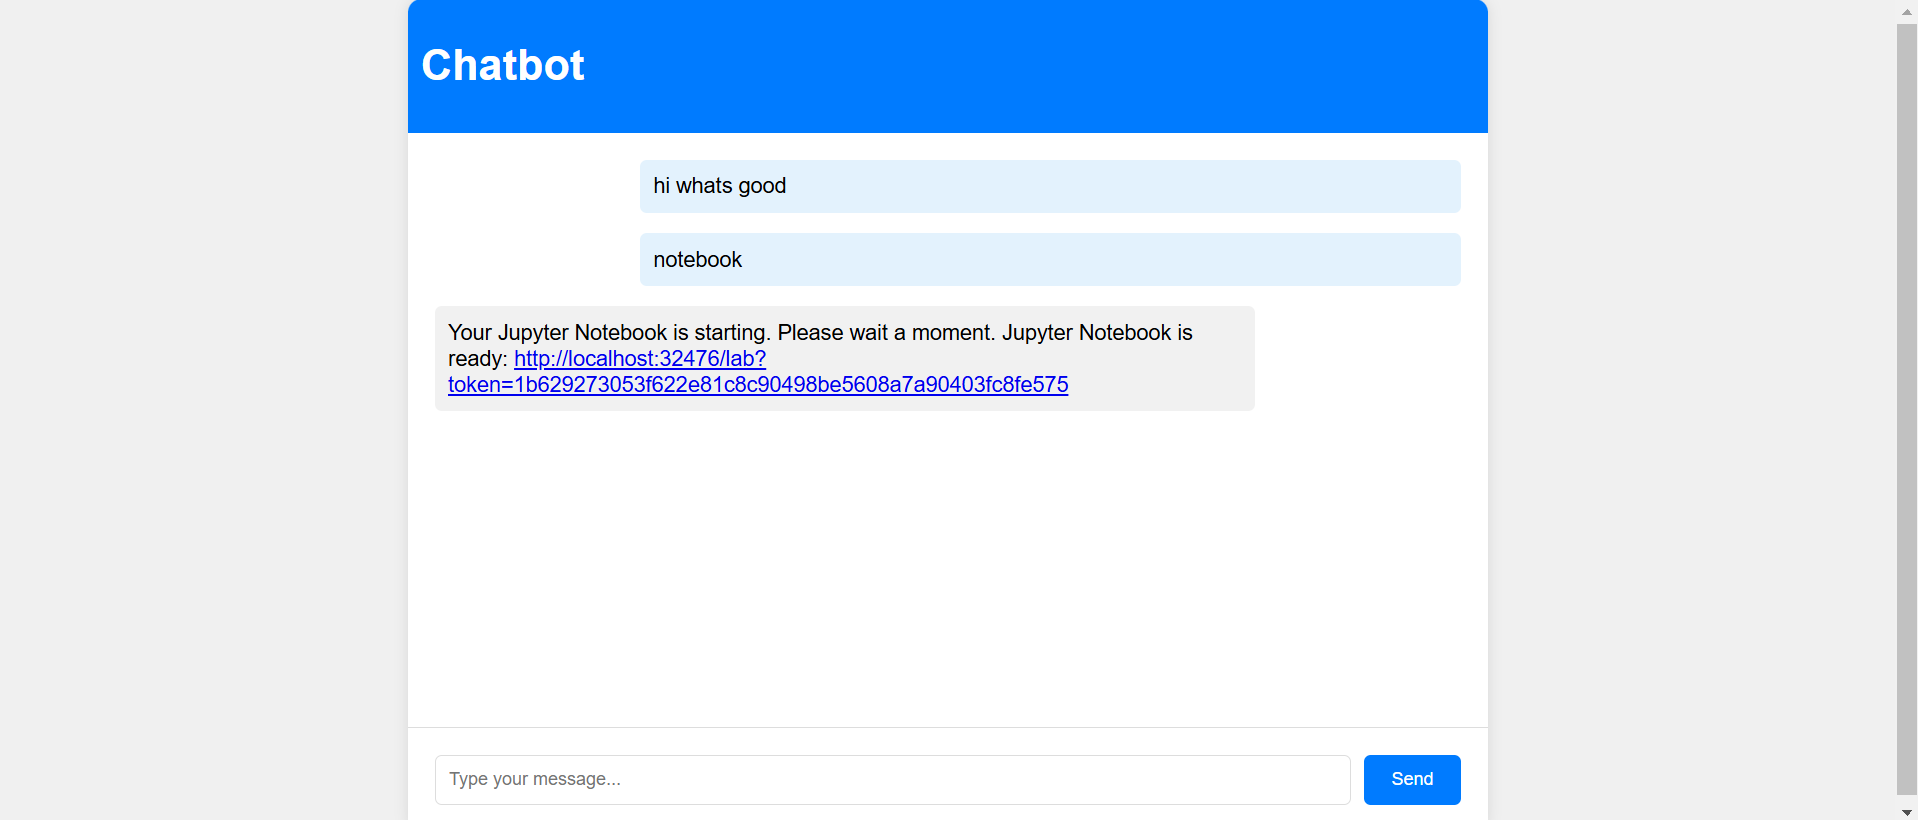 Chatbot
hi whats good
notebook
Your Jupyter Notebook is starting. Please wait a moment. Jupyter Notebook is
ready: http://localhost:32476/lab?
token=1b629273053f622e81c8c90498be5608a7a90403fc8fe575
Type your message...
Send